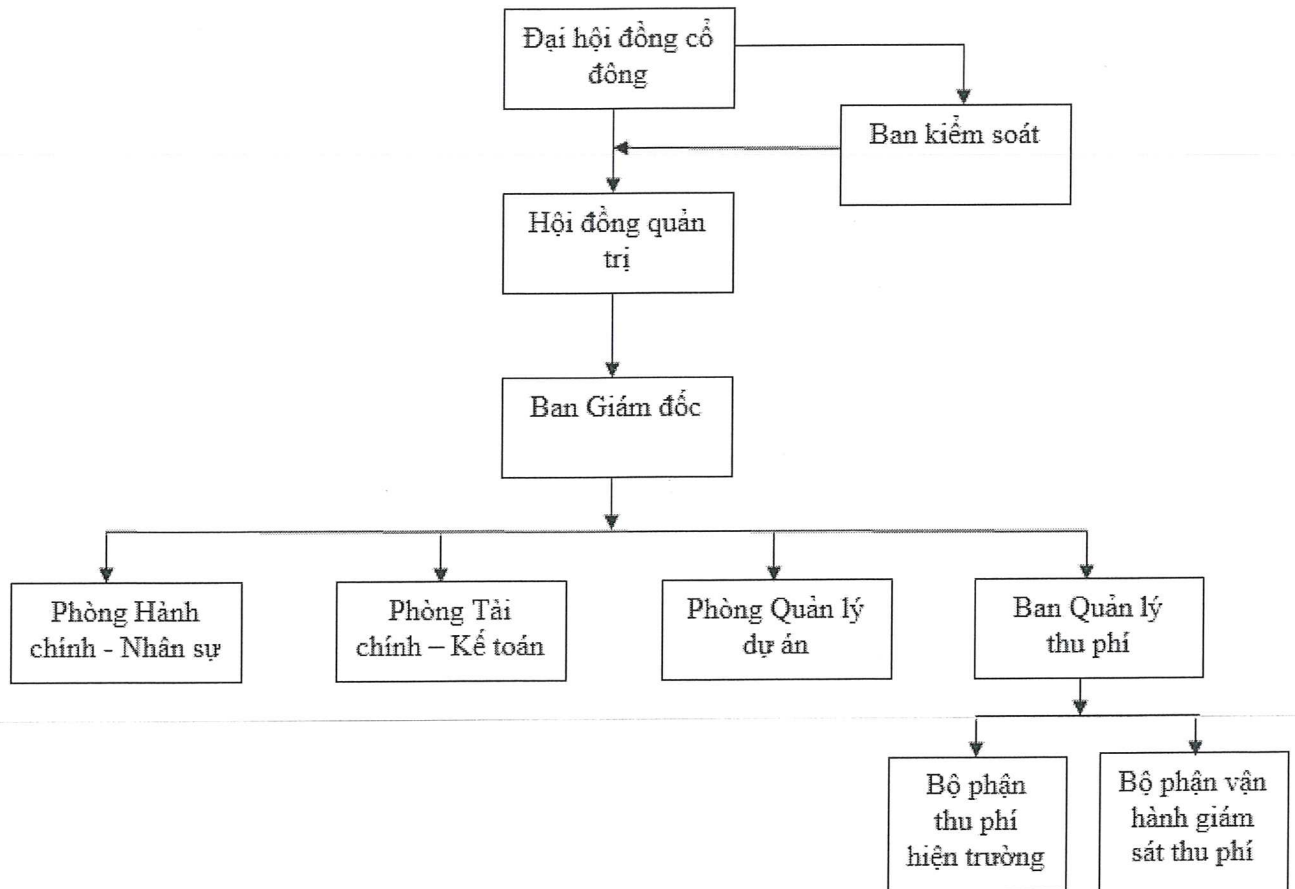 Đại hội đồng cổ
đông
Ban kiểm soát
Hội đồng quản
trị
Ban Giám đốc
Phòng Hành
chính - Nhân sự
Phòng Tài
chính – Kế toán
Phòng Quản lý
dự án
Ban Quản lý
thu phí
Bộ phận
thu phí
hiện trường
Bộ phận vận
hành giám
sát thu phí